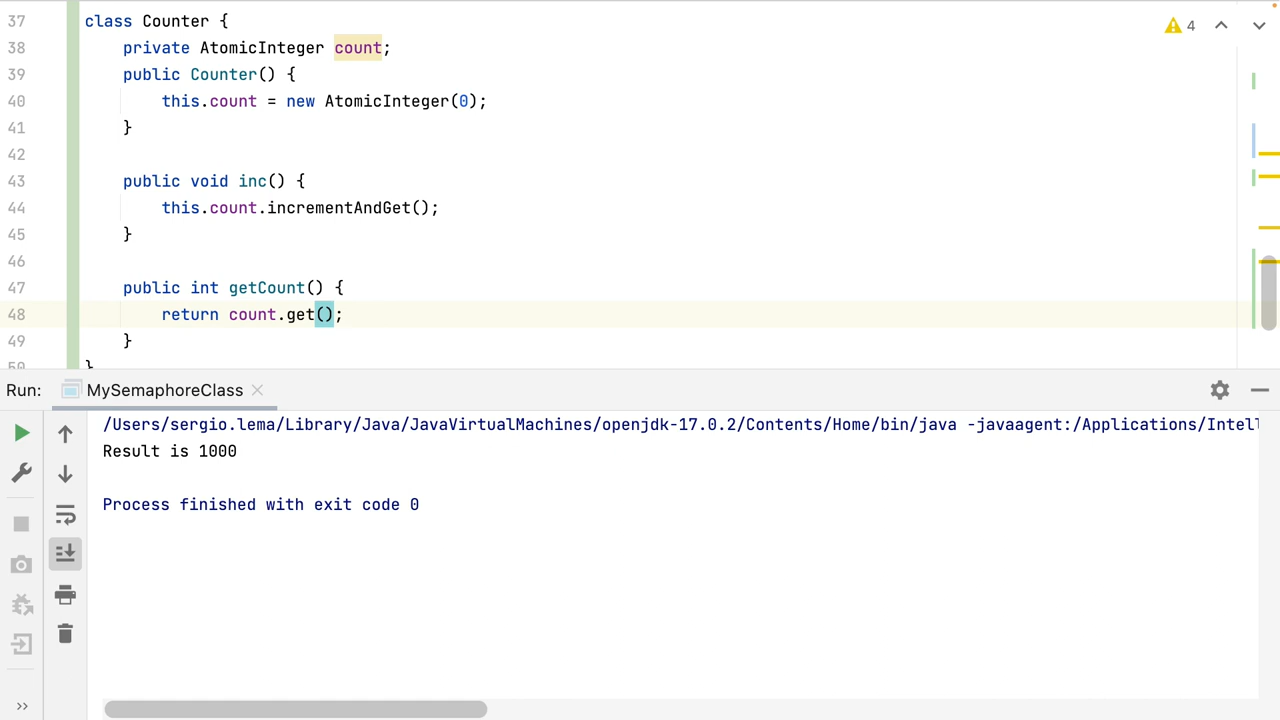 37 class Counter {
38 private AtomicInteger count;
39 public Counter() {
40 this.count = new AtomicInteger(0);
41 }
42
43 public void inc() {
44 this.count.incrementAndGet();
45 }
46
47 public int getCount() {
48 return count.get();
49 }
50 }
4
Run: MySemaphoreClass
/Users/sergio.lema/Library/Java/JavaVirtualMachines/openjdk-17.0.2/Contents/Home/bin/java -javaagent:/Applications/Intell
Result is 1000
Process finished with exit code 0